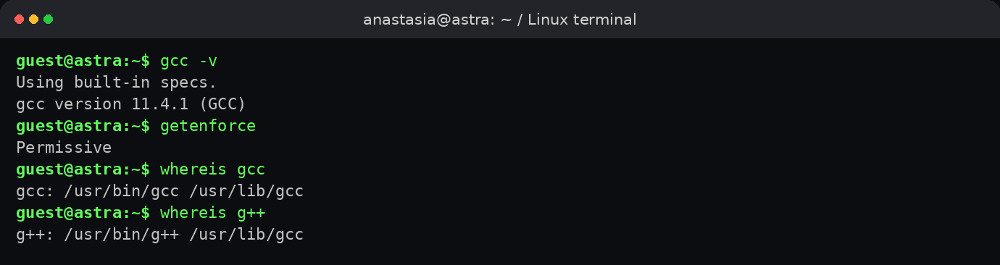 anastasia@astra: ~ / Linux terminal
guest@astra:~$ gcc -v
Using built-in specs.
gcc version 11.4.1 (GCC)
guest@astra:~$ getenforce
Permissive
guest@astra:~$ whereis gcc
gcc: /usr/bin/gcc /usr/lib/gcc
guest@astra:~$ whereis g++
g++: /usr/bin/g++ /usr/lib/gcc